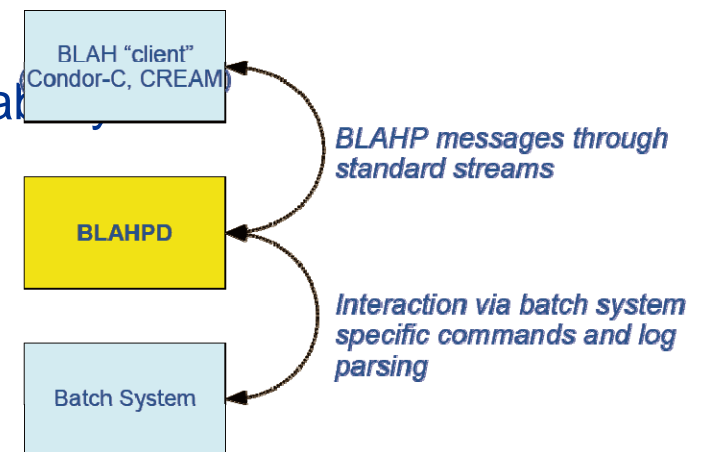 BLAH “client”
(Condor-C, CREAM)
BLAHP messages through
standard streams
BLAHPD
Interaction via batch system
specific commands and log
parsing
Batch System